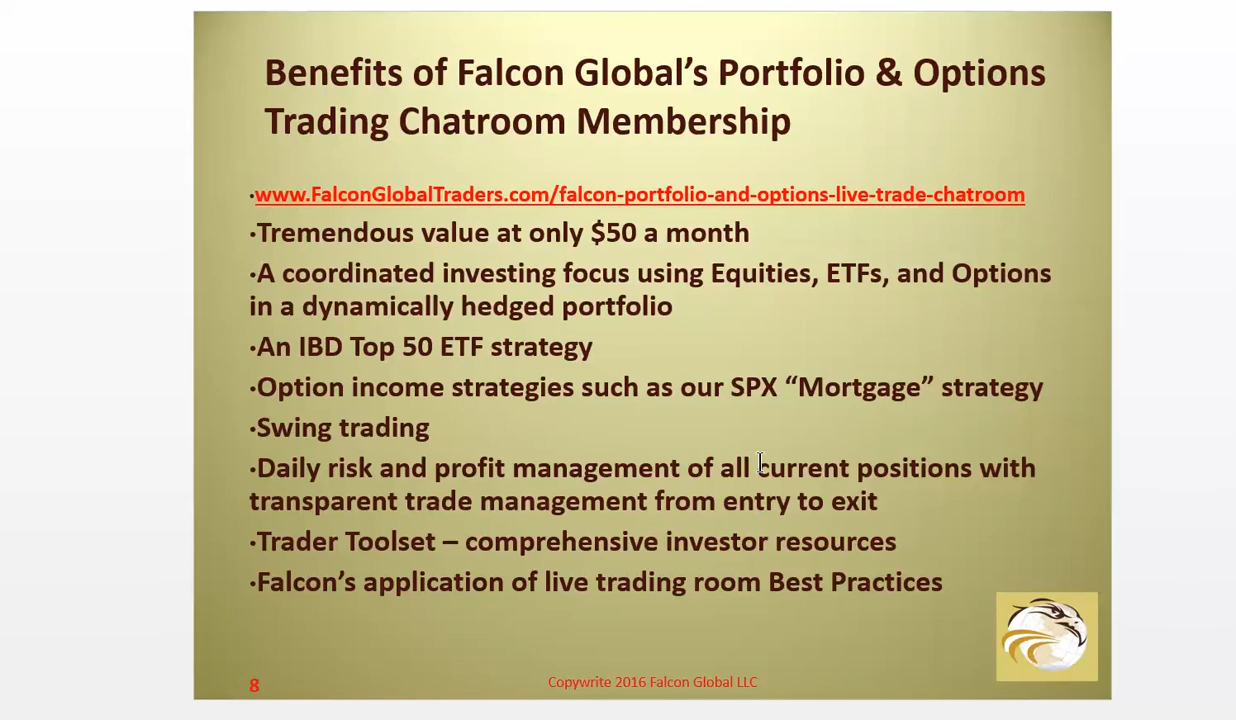 Benefits of Falcon Global’s Portfolio & Options
Trading Chatroom Membership
•www.FalconGlobalTraders.com/falcon-portfolio-and-options-live-trade-chatroom
•Tremendous value at only $50 a month
•A coordinated investing focus using Equities, ETFs, and Options
in a dynamically hedged portfolio
•An IBD Top 50 ETF strategy
•Option income strategies such as our SPX “Mortgage” strategy
•Swing trading
•Daily risk and profit management of all current positions with
transparent trade management from entry to exit
•Trader Toolset – comprehensive investor resources
•Falcon’s application of live trading room Best Practices
8
Copywrite 2016 Falcon Global LLC